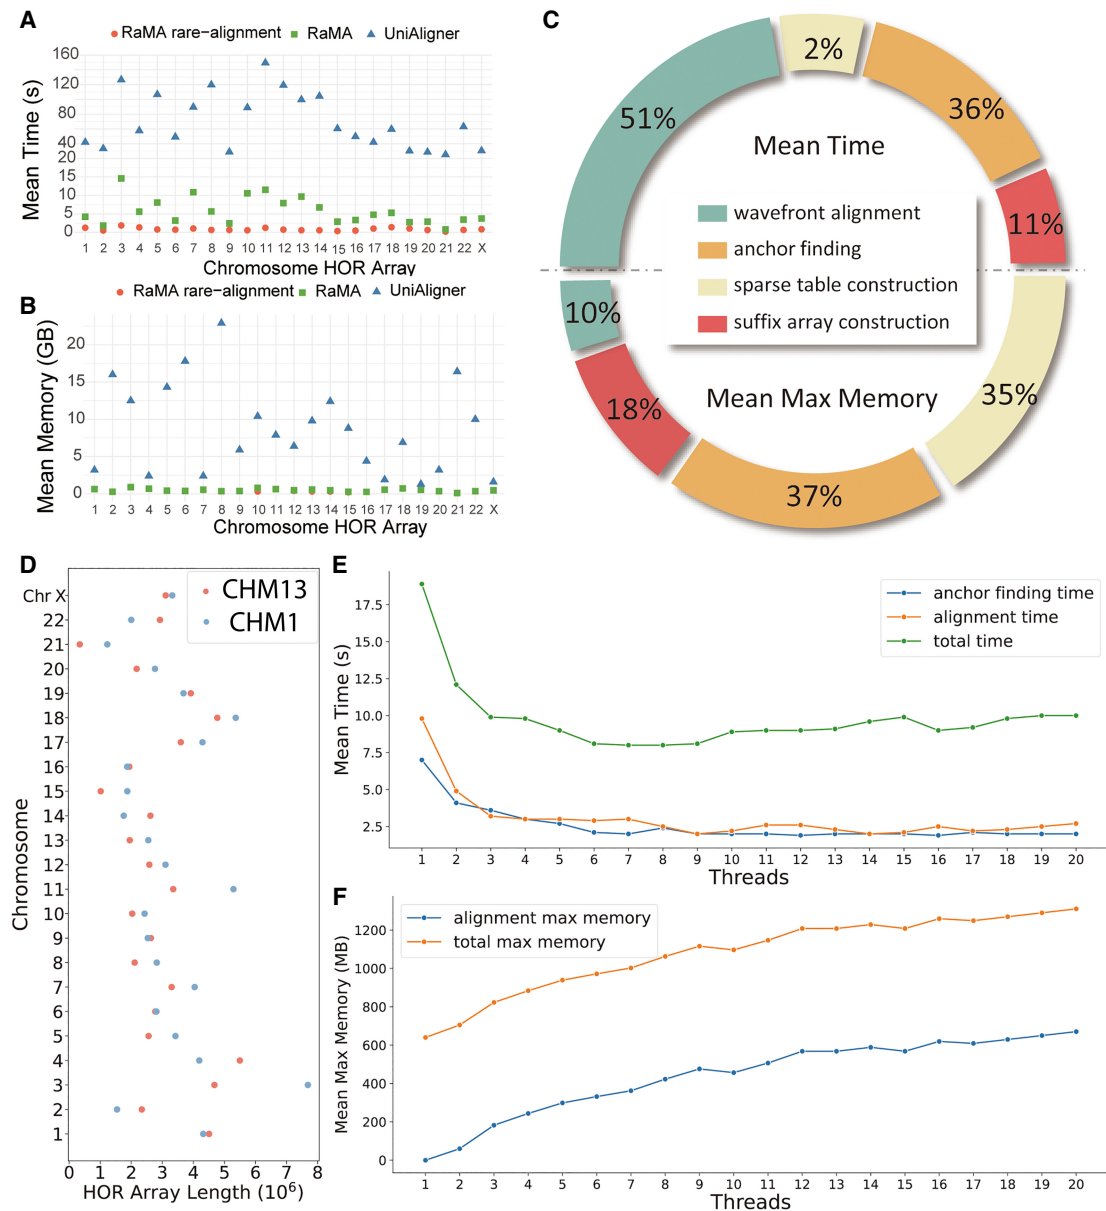 A
RaMA rare−alignment RaMA UniAligner
Mean Time (s)
160
120
80
40
20
15
10
5
0
1 2 3 4 5 6 7 8 9 10 11 12 13 14 15 16 17 18 19 20 21 22 X
Chromosome HOR Array
B
RaMA rare−alignment RaMA UniAligner
Mean Memory (GB)
20
15
10
5
0
1 2 3 4 5 6 7 8 9 10 11 12 13 14 15 16 17 18 19 20 21 22 X
Chromosome HOR Array
C
2%
36%
51%
11%
Mean Time
wavefront alignment
anchor finding
sparse table construction
suffix array construction
10%
35%
18%
37%
Mean Max Memory
D
CHM13
CHM1
Chromosome
Chr X
22
21
20
19
18
17
16
15
14
13
12
11
10
9
8
7
6
5
4
3
2
1
0 1 2 3 4 5 6 7 8
HOR Array Length (10⁶)
E
anchor finding time
alignment time
total time
Mean Time (s)
17.5
15.0
12.5
10.0
7.5
5.0
2.5
1 2 3 4 5 6 7 8 9 10 11 12 13 14 15 16 17 18 19 20
Threads
F
alignment max memory
total max memory
Mean Max Memory (MB)
1200
1000
800
600
400
200
0
1 2 3 4 5 6 7 8 9 10 11 12 13 14 15 16 17 18 19 20
Threads